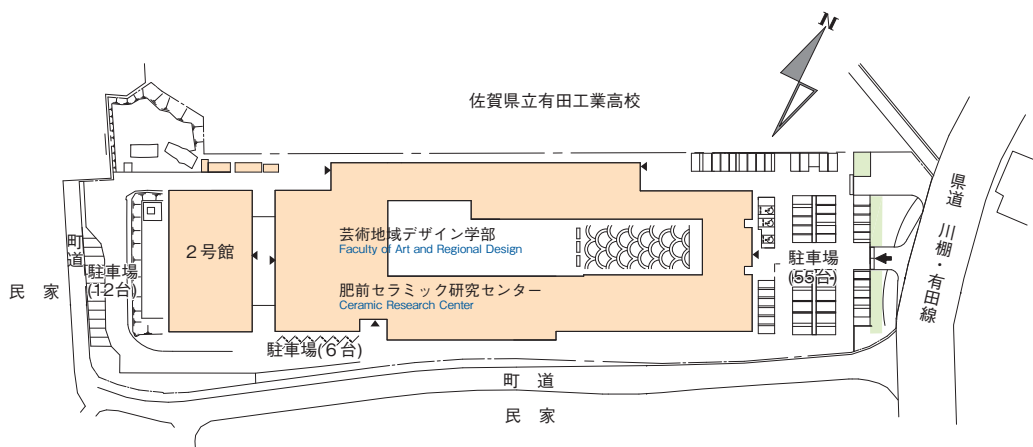 N
佐賀県立有田工業高校
県道 川棚・有田線
2号館
芸術地域デザイン学部
Faculty of Art and Regional Design
肥前セラミック研究センター
Ceramic Research Center
町道
駐車場
(12台)
民 家
駐車場
(55台)
駐車場(6台)
町 道
民 家